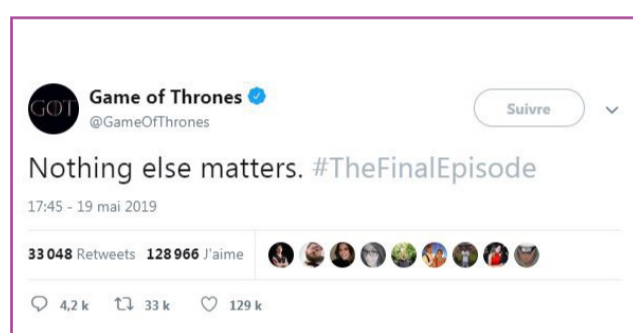 GOT
Game of Thrones
@GameOfThrones
Suivre
Nothing else matters. #TheFinalEpisode
17:45 - 19 mai 2019
33 048 Retweets 128 966 J'aime
4,2 k 33 k 129 k